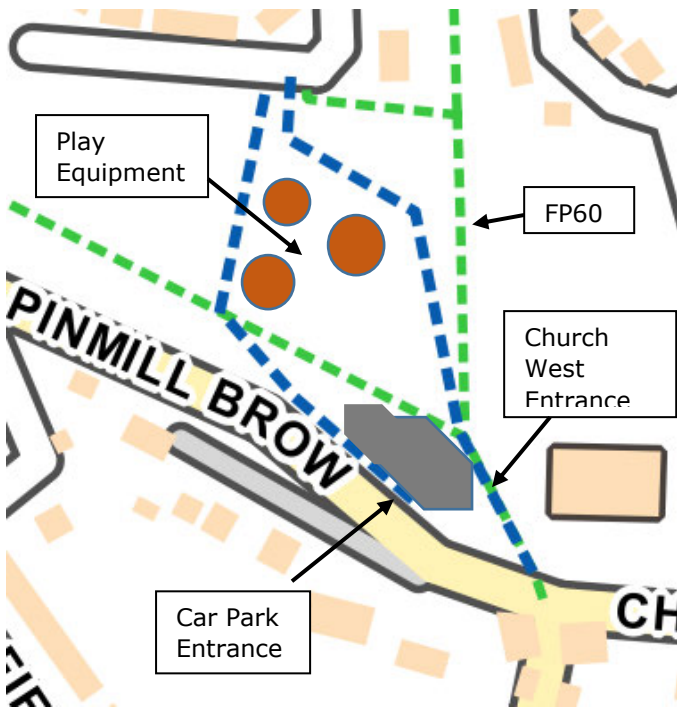 Play
Equipment
FP60
PINMILL BROW
Church
West
Entrance
CH
Car Park
Entrance